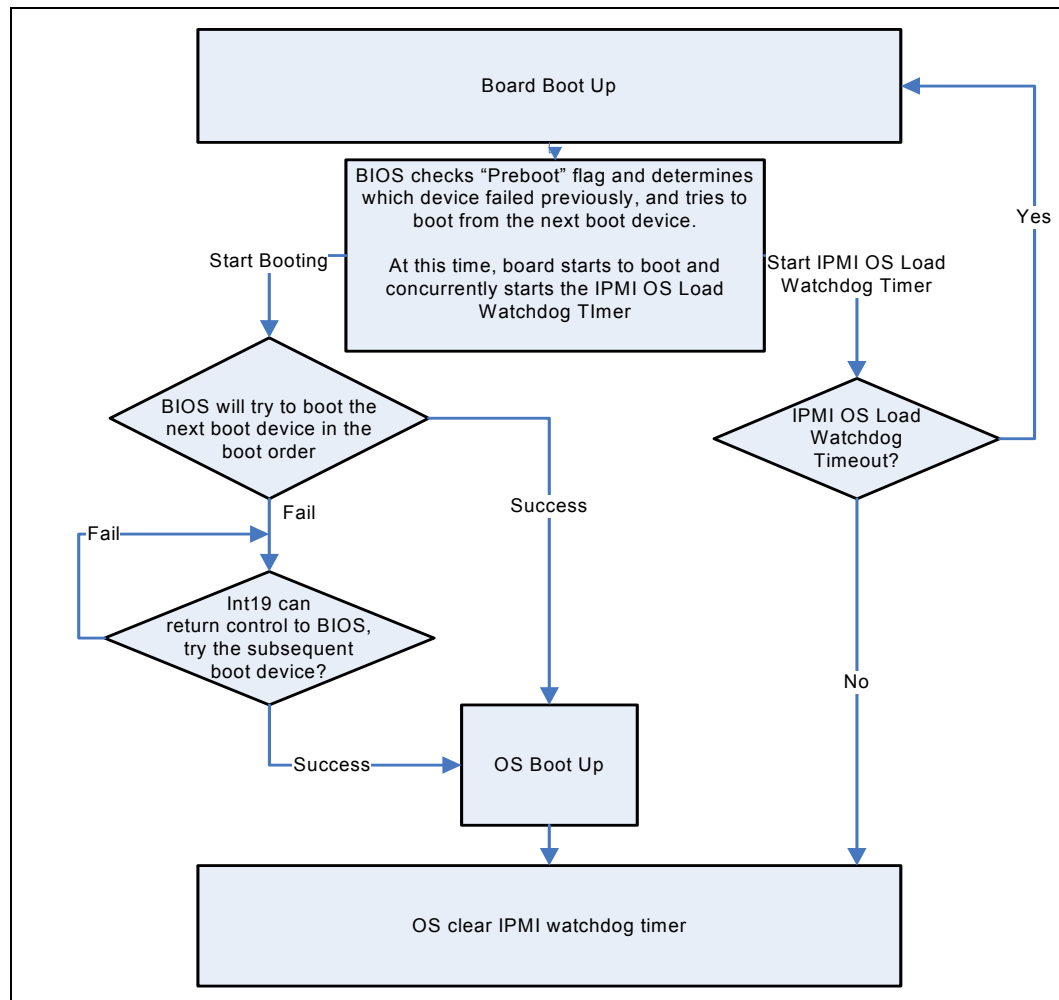 Board Boot Up
BIOS checks “Preboot” flag and determines
which device failed previously, and tries to
boot from the next boot device.
At this time, board starts to boot and
concurrently starts the IPMI OS Load
Watchdog TImer
Yes
Start Booting
Start IPMI OS Load
Watchdog Timer
BIOS will try to boot the
next boot device in the
boot order
IPMI OS Load
Watchdog
Timeout?
Fail
Success
Fail
Int19 can
return control to BIOS,
try the subsequent
boot device?
No
Success
OS Boot Up
OS clear IPMI watchdog timer